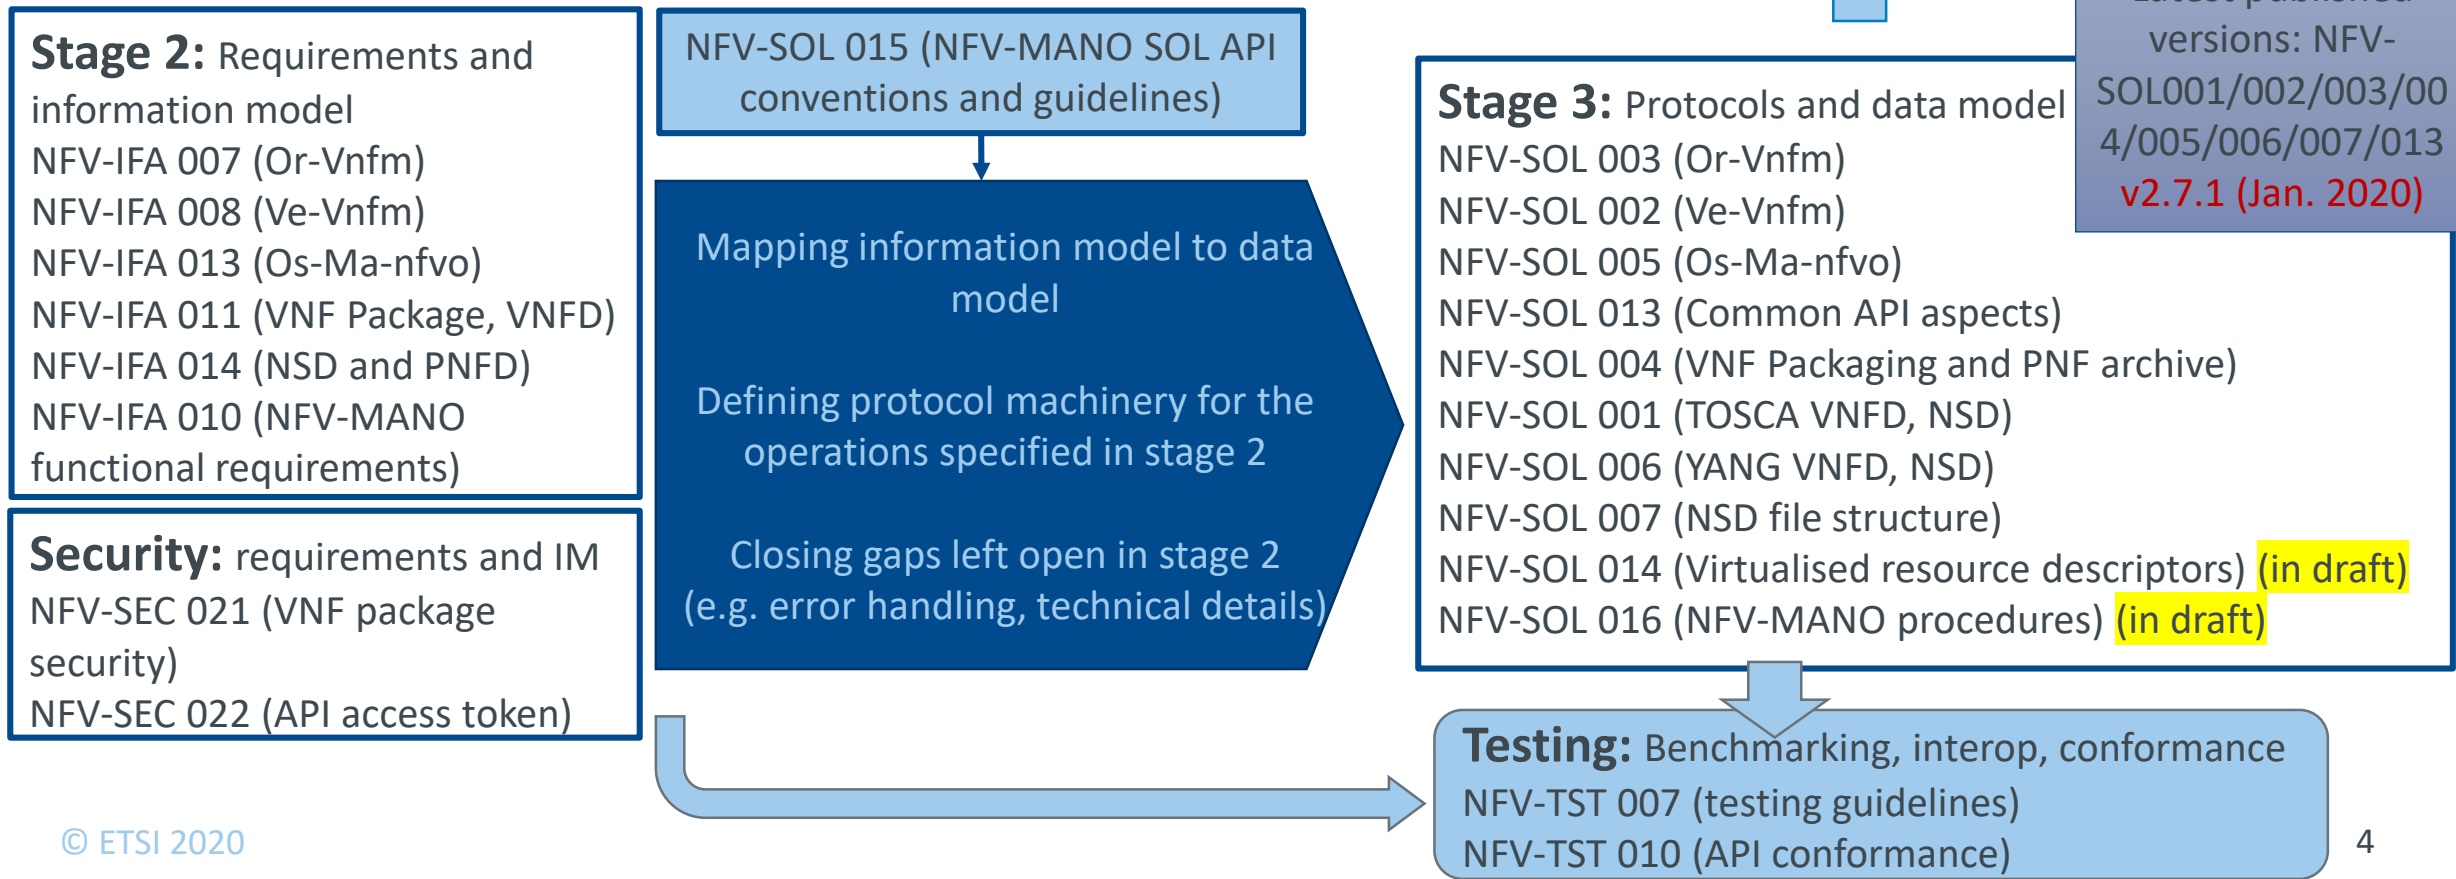 Stage 2: Requirements and
information model
NFV-IFA 007 (Or-Vnfm)
NFV-IFA 008 (Ve-Vnfm)
NFV-IFA 013 (Os-Ma-nfvo)
NFV-IFA 011 (VNF Package, VNFD)
NFV-IFA 014 (NSD and PNFD)
NFV-IFA 010 (NFV-MANO
functional requirements)
Security: requirements and IM
NFV-SEC 021 (VNF package
security)
NFV-SEC 022 (API access token)
NFV-SOL 015 (NFV-MANO SOL API
conventions and guidelines)
Mapping information model to data
model
Defining protocol machinery for the
operations specified in stage 2
Closing gaps left open in stage 2
(e.g. error handling, technical details)
Latest published
versions: NFV-
SOL001/002/003/00
4/005/006/007/013
v2.7.1 (Jan. 2020)
Stage 3: Protocols and data model
NFV-SOL 003 (Or-Vnfm)
NFV-SOL 002 (Ve-Vnfm)
NFV-SOL 005 (Os-Ma-nfvo)
NFV-SOL 013 (Common API aspects)
NFV-SOL 004 (VNF Packaging and PNF archive)
NFV-SOL 001 (TOSCA VNFD, NSD)
NFV-SOL 006 (YANG VNFD, NSD)
NFV-SOL 007 (NSD file structure)
NFV-SOL 014 (Virtualised resource descriptors) (in draft)
NFV-SOL 016 (NFV-MANO procedures) (in draft)
Testing: Benchmarking, interop, conformance
NFV-TST 007 (testing guidelines)
NFV-TST 010 (API conformance)
© ETSI 2020
4